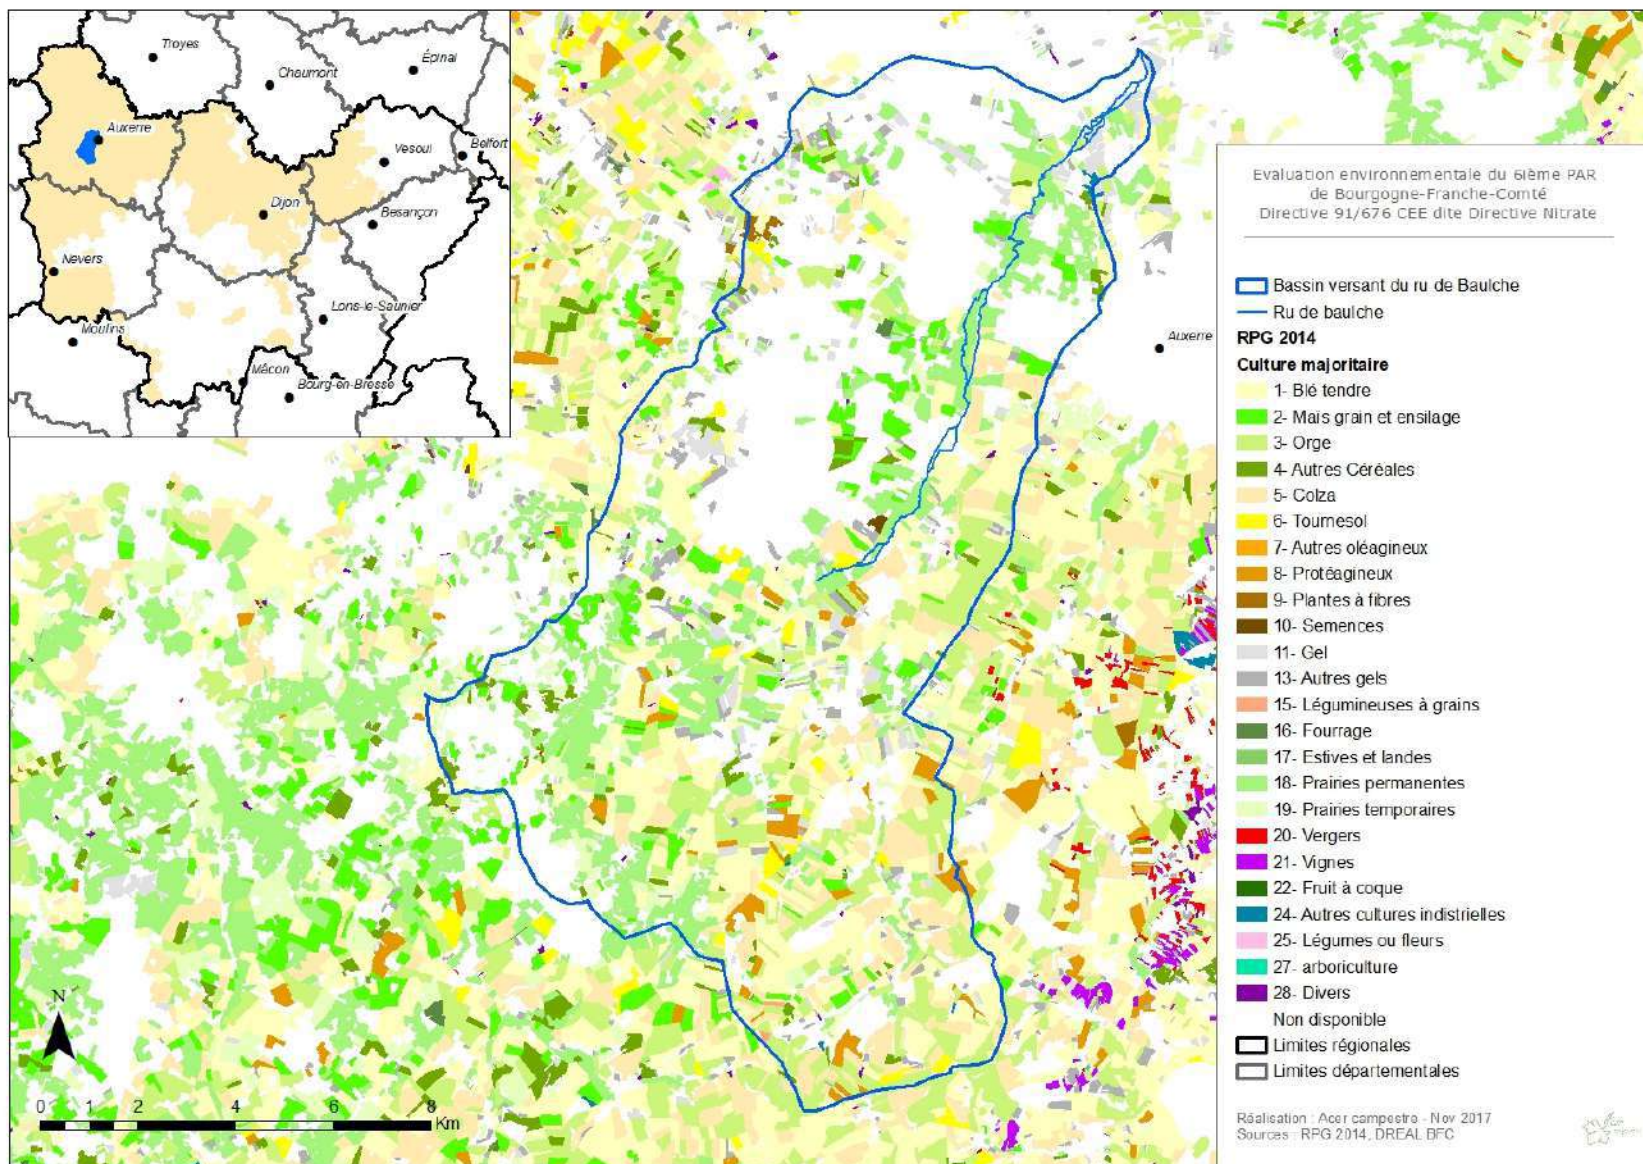 Troyes
Chaumont
Épinal
Auxerre
Vesoul
Belfort
Dijon
Besançon
Nevers
Lons-le-Saunier
Moulins
Mâcon
Bourg-en-Bresse
Auxerre
Evaluation environnementale du 6ième PAR
de Bourgogne-Franche-Comté
Directive 91/676 CEE dite Directive Nitrate
Bassin versant du ru de Baulche
Ru de baulche
RPG 2014
Culture majoritaire
1- Blé tendre
2- Mais grain et ensilage
3- Orge
4- Autres Céréales
5- Colza
6- Tournesol
7- Autres oléagineux
8- Protéagineux
9- Plantes à fibres
10- Semences
11- Gel
13- Autres gels
15- Légumineuses à grains
16- Fourrage
17- Estives et landes
18- Prairies permanentes
19- Prairies temporaires
20- Vergers
21- Vignes
22- Fruit à coque
24- Autres cultures indistrielles
25- Légumes ou fleurs
27- arboriculture
28- Divers
Non disponible
Limites régionales
Limites départementales
Réalisation : Acer campestre - Nov 2017
Sources : RPG 2014, DREAL BFC
N
0 1 2 4 6 8
Km